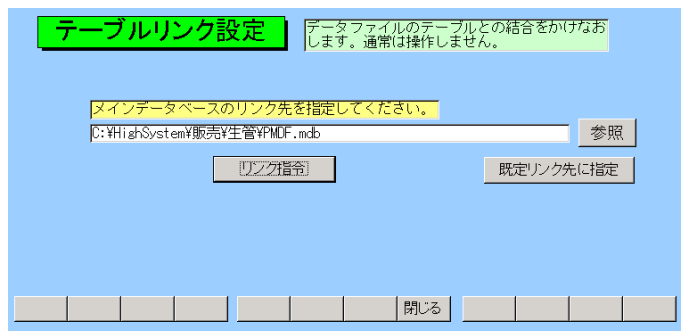 テーブルリンク設定
データファイルのテーブルとの結合をかけなお
します。通常は操作しません。
メインデータベースのリンク先を指定してください。
C:¥HighSystem¥販売¥生管¥PMDF.mdb
参照
リンク指令
既定リンク先に指定
閉じる